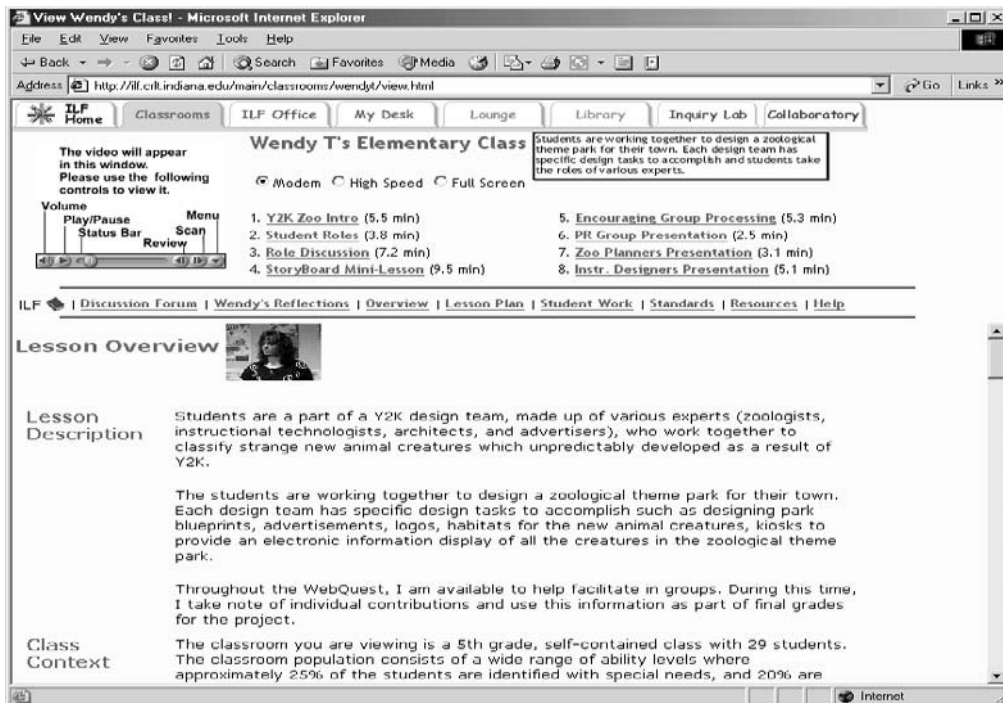 View Wendy's Class! - Microsoft Internet Explorer
File Edit View Favorites Tools Help
Back Search Favorites Media
Address http://ilf.crlt.indiana.edu/main/classrooms/wendyt/view.html Go Links »
ILF Home Classrooms ILF Office My Desk Lounge Library Inquiry Lab Collaboratory
The video will appear
in this window.
Please use the following
controls to view it.
Volume
Play/Pause
Status Bar
Menu
Scan
Review
Wendy T's Elementary Class
Students are working together to design a zoological
theme park for their town. Each design team has
specific design tasks to accomplish and students take
the roles of various experts.
Modem High Speed Full Screen
1. Y2K Zoo Intro (5.5 min)
2. Student Roles (3.8 min)
3. Role Discussion (7.2 min)
4. StoryBoard Mini-Lesson (9.5 min)
5. Encouraging Group Processing (5.3 min)
6. PR Group Presentation (2.5 min)
7. Zoo Planners Presentation (3.1 min)
8. Instr. Designers Presentation (5.1 min)
ILF | Discussion Forum | Wendy's Reflections | Overview | Lesson Plan | Student Work | Standards | Resources | Help
Lesson Overview
Lesson
Description
Students are a part of a Y2K design team, made up of various experts (zoologists,
instructional technologists, architects, and advertisers), who work together to
classify strange new animal creatures which unpredictably developed as a result of
Y2K.
The students are working together to design a zoological theme park for their town.
Each design team has specific design tasks to accomplish such as designing park
blueprints, advertisements, logos, habitats for the new animal creatures, kiosks to
provide an electronic information display of all the creatures in the zoological theme
park.
Throughout the WebQuest, I am available to help facilitate in groups. During this time,
I take note of individual contributions and use this information as part of final grades
for the project.
Class
Context
The classroom you are viewing is a 5th grade, self-contained class with 29 students.
The classroom population consists of a wide range of ability levels where
approximately 25% of the students are identified with special needs, and 20% are
Internet